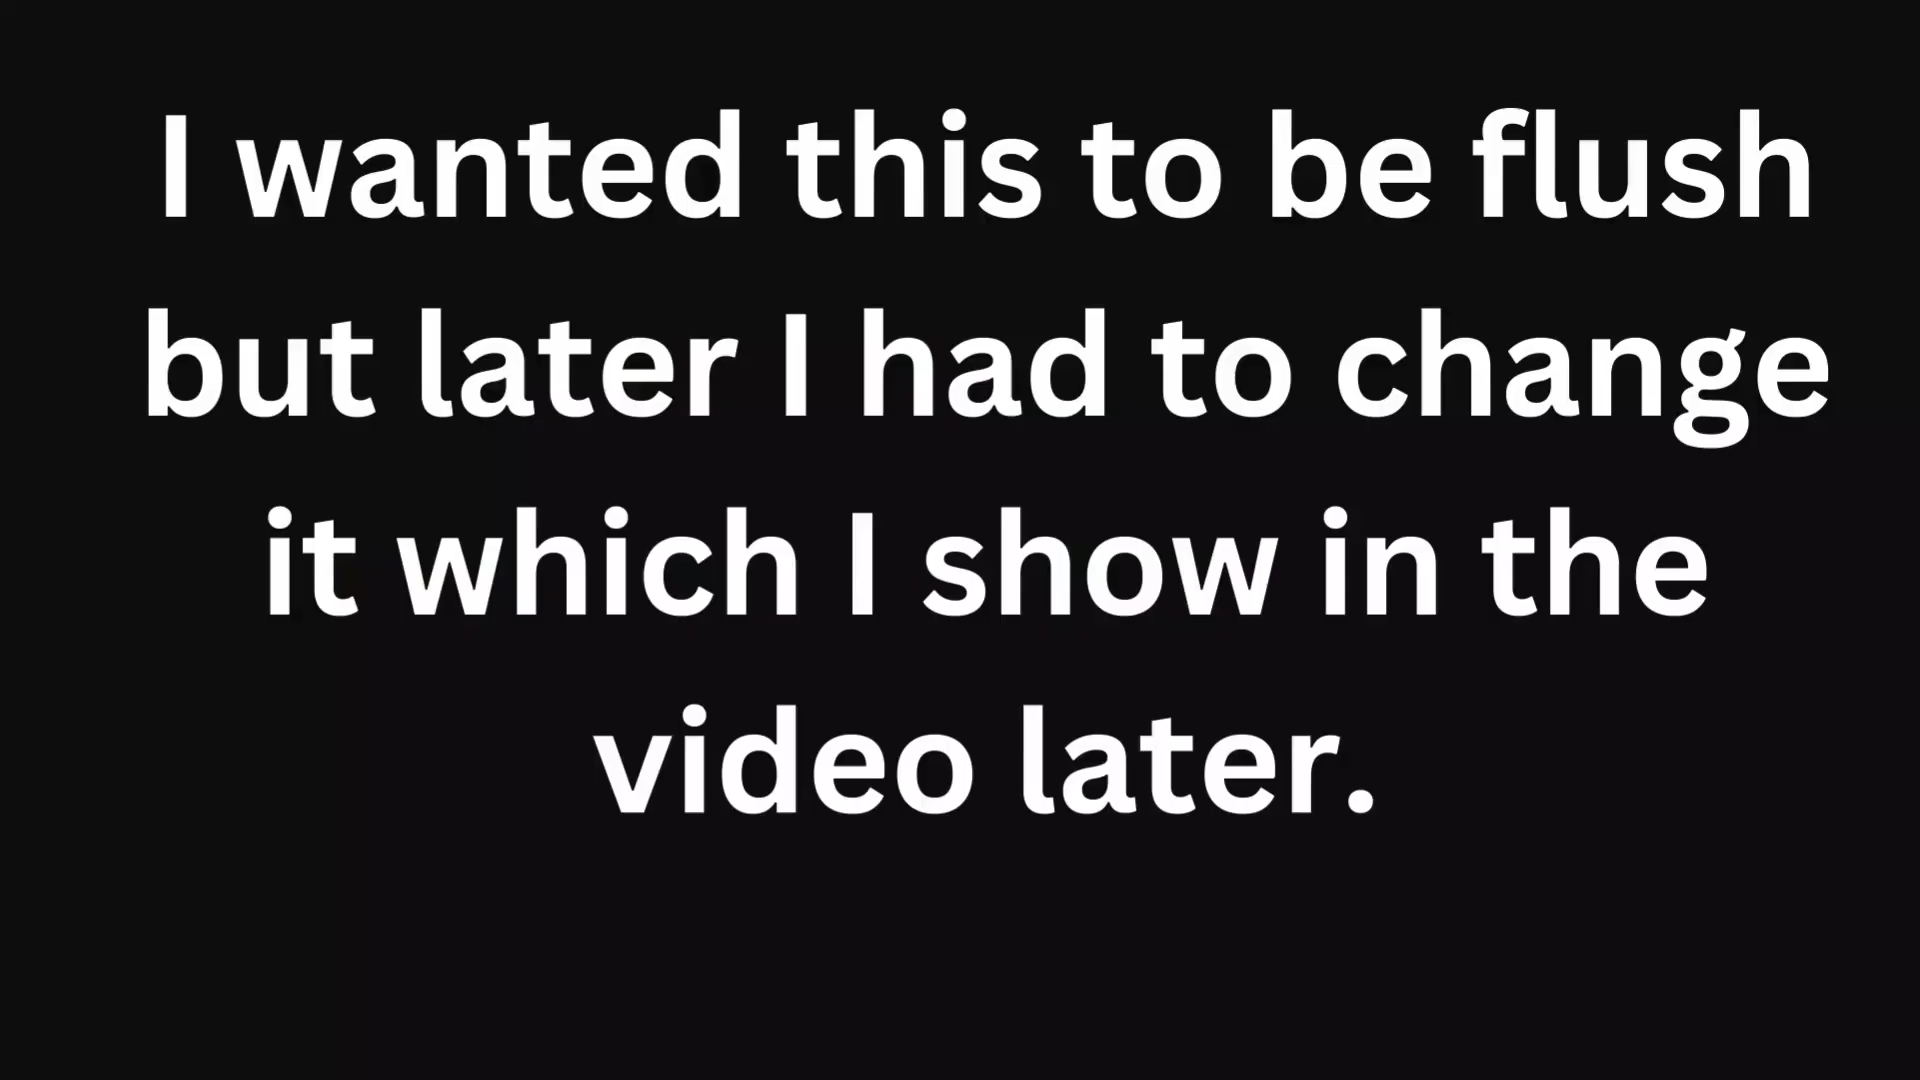 I wanted this to be flush
but later I had to change
it which I show in the
video later.